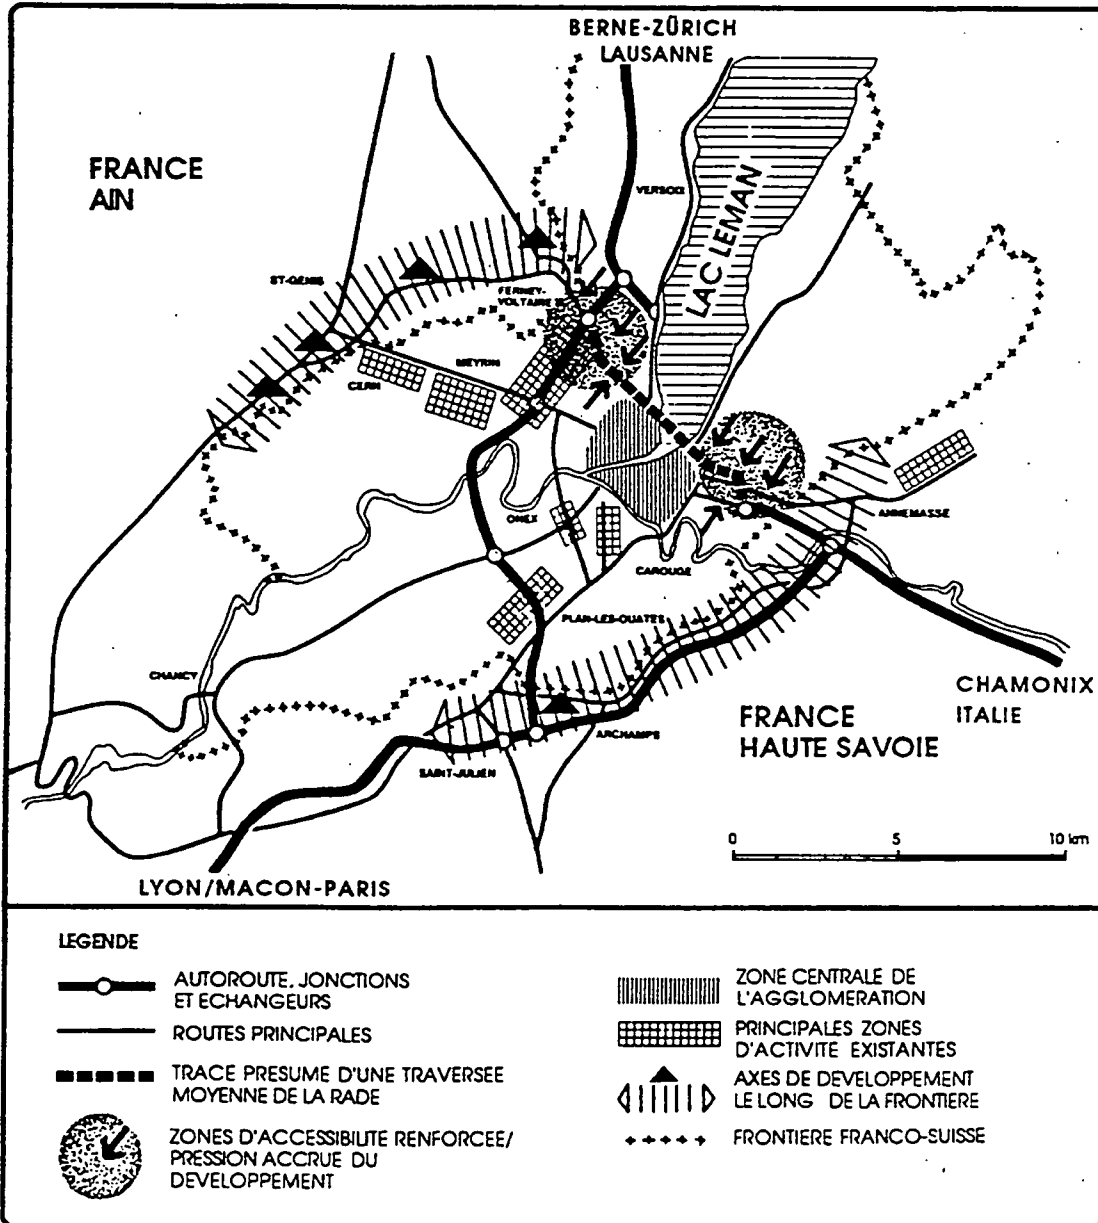 BERNE-ZÜRICH
LAUSANNE
FRANCE
AIN
VERSOIX
LAC LEMAN
ST-GENIS
FERNEY-
VOLTAIRE
MEYRIN
CERN
ONEX
ANNEMASSE
CAROUGE
PLAN-LES-OUATES
CHANCY
CHAMONIX
ITALIE
FRANCE
HAUTE SAVOIE
ARCHAMPS
SAINT-JULIEN
0 5 10 km
LYON/MACON-PARIS
LEGENDE
AUTOROUTE, JONCTIONS
ET ECHANGEURS
ROUTES PRINCIPALES
TRACE PRESUME D'UNE TRAVERSEE
MOYENNE DE LA RADE
ZONES D'ACCESSIBILITE RENFORCEE/
PRESSION ACCRUE DU
DEVELOPPEMENT
ZONE CENTRALE DE
L'AGGLOMERATION
PRINCIPALES ZONES
D'ACTIVITE EXISTANTES
AXES DE DEVELOPPEMENT
LE LONG DE LA FRONTIERE
FRONTIERE FRANCO-SUISSE